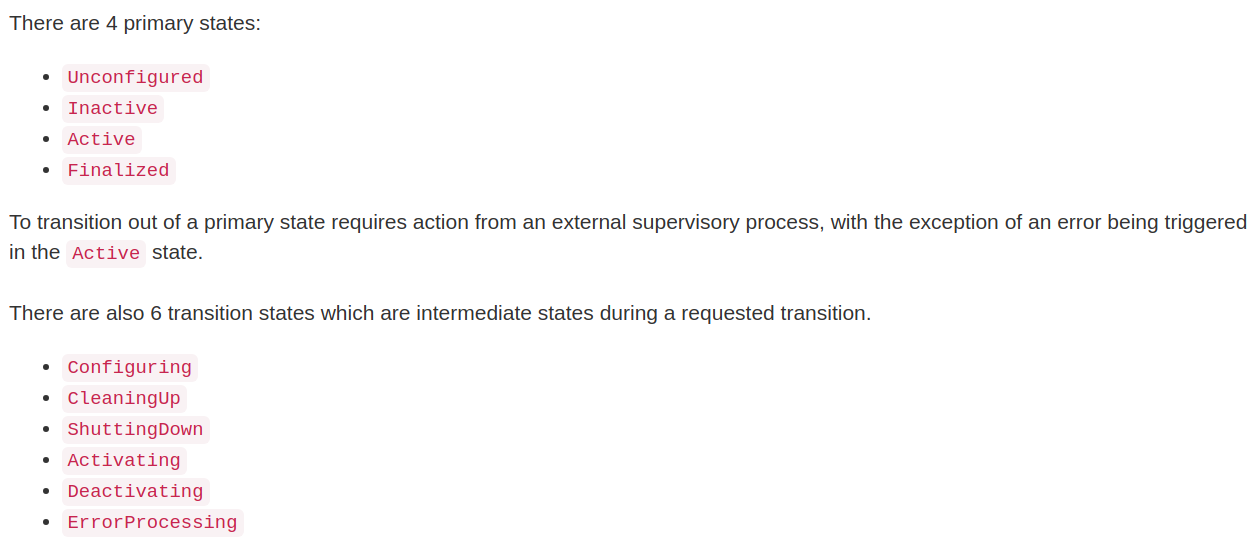 There are 4 primary states:
• Unconfigured
• Inactive
• Active
• Finalized
To transition out of a primary state requires action from an external supervisory process, with the exception of an error being triggered
in the Active state.
There are also 6 transition states which are intermediate states during a requested transition.
• Configuring
• CleaningUp
• ShuttingDown
• Activating
• Deactivating
• ErrorProcessing